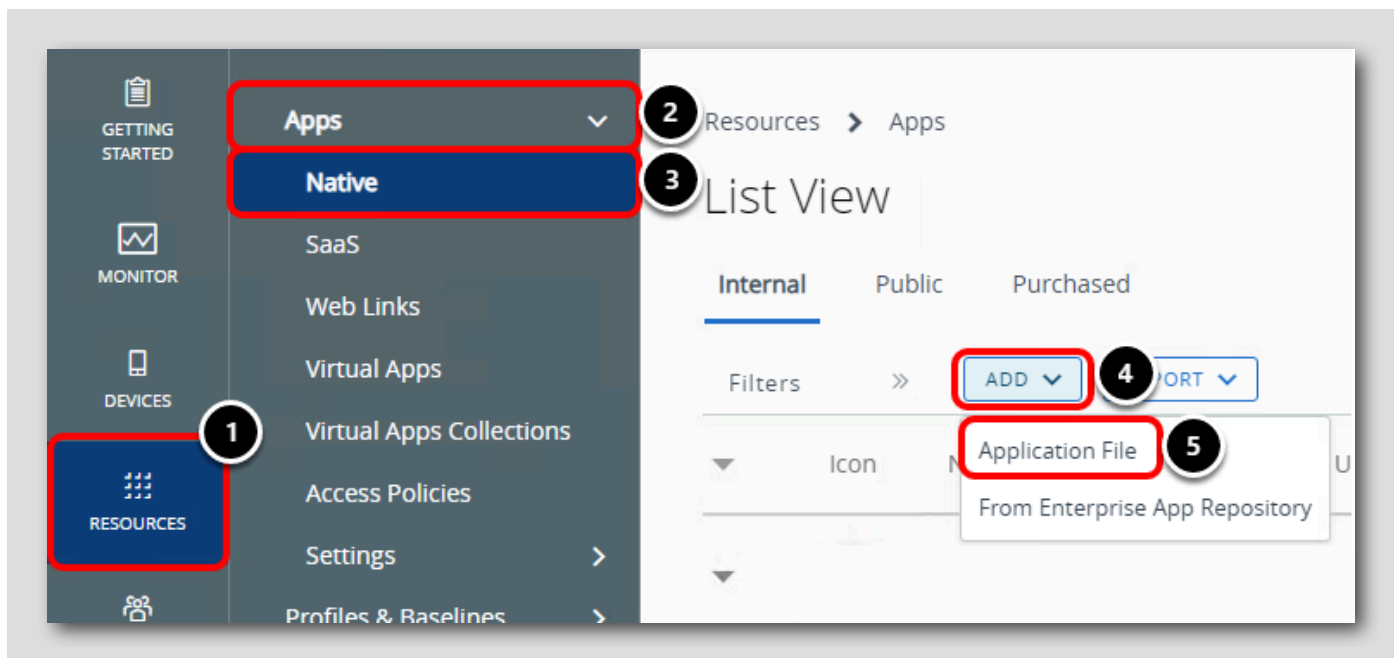 GETTING
STARTED
MONITOR
DEVICES
1
RESOURCES
Apps
2
Native
3
SaaS
Web Links
Virtual Apps
Virtual Apps Collections
Access Policies
Settings
Profiles & Baselines
Resources > Apps
List View
Internal Public Purchased
Filters » ADD 4
Icon
Application File 5
From Enterprise App Repository